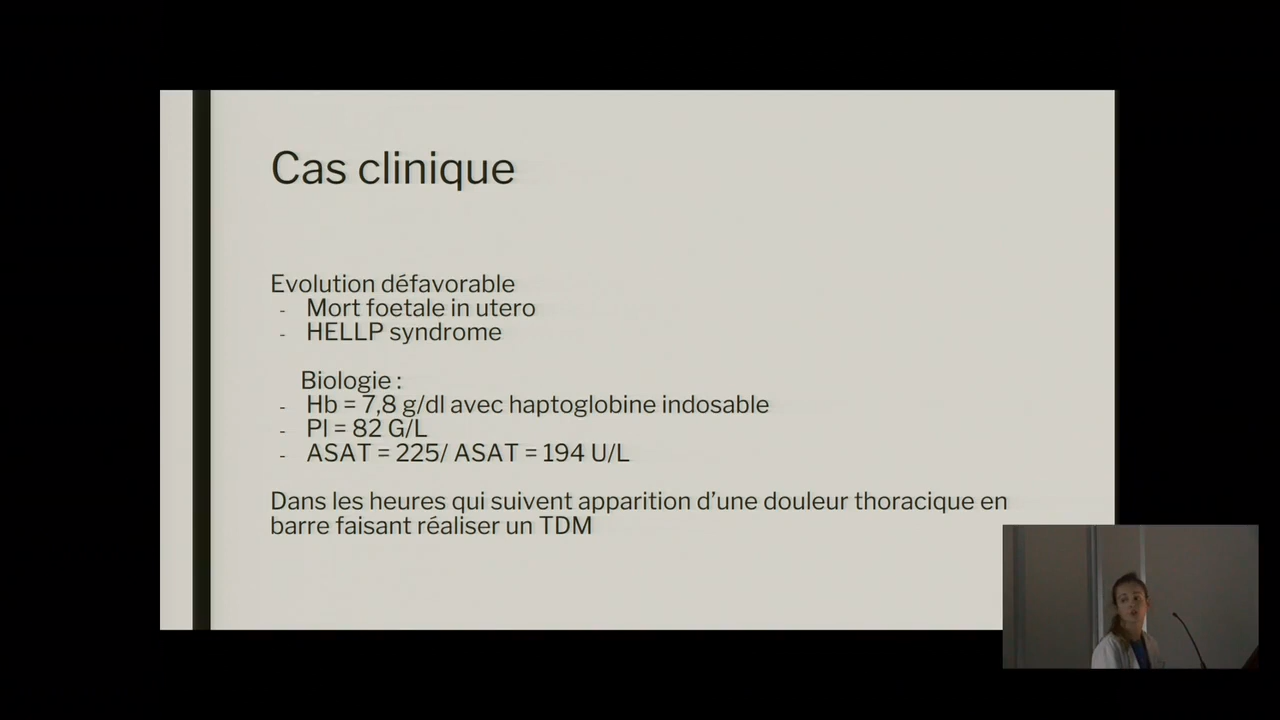 Cas clinique
Evolution défavorable
- Mort foetale in utero
- HELLP syndrome
Biologie :
- Hb = 7,8 g/dl avec haptoglobine indosable
- Pl = 82 G/L
- ASAT = 225/ ASAT = 194 U/L
Dans les heures qui suivent apparition d'une douleur thoracique en
barre faisant réaliser un TDM